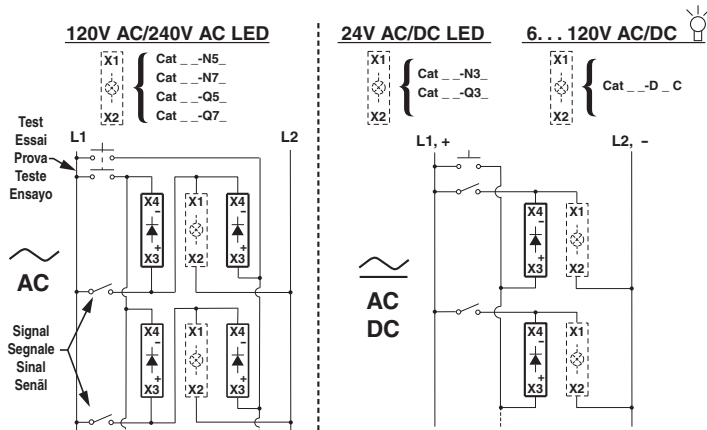 120V AC/240V AC LED
X1
X2
Cat _ _-N5_
Cat _ _-N7_
Cat _ _-Q5_
Cat _ _-Q7_
24V AC/DC LED
X1
X2
Cat _ _-N3_
Cat _ _-Q3_
6. . . 120V AC/DC
X1
X2
Cat _ _-D _ C
Test
Essai
Prova
Teste
Ensayo
L1
L2
X4
–
+
X3
X1
X2
X4
–
+
X3
AC
Signal
Segnale
Sinal
Senãl
X4
–
+
X3
X1
X2
X4
–
+
X3
L1, +
L2, –
X4
–
+
X3
X1
X2
AC
DC
X4
–
+
X3
X1
X2